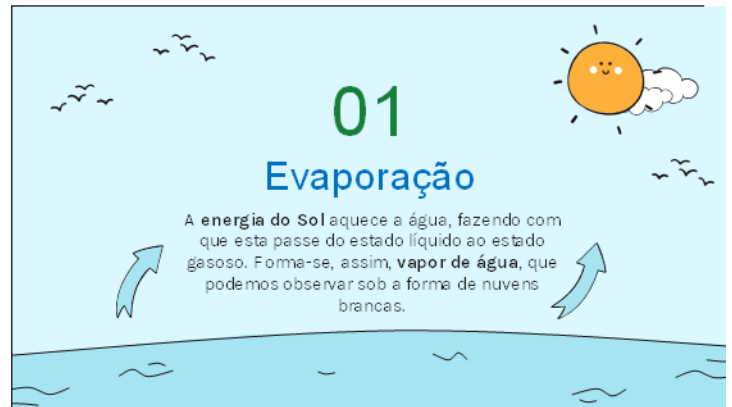 01
Evaporação
A energia do Sol aquece a água, fazendo com
que esta passe do estado líquido ao estado
gasoso. Forma-se, assim, vapor de água, que
podemos observar sob a forma de nuvens
brancas.